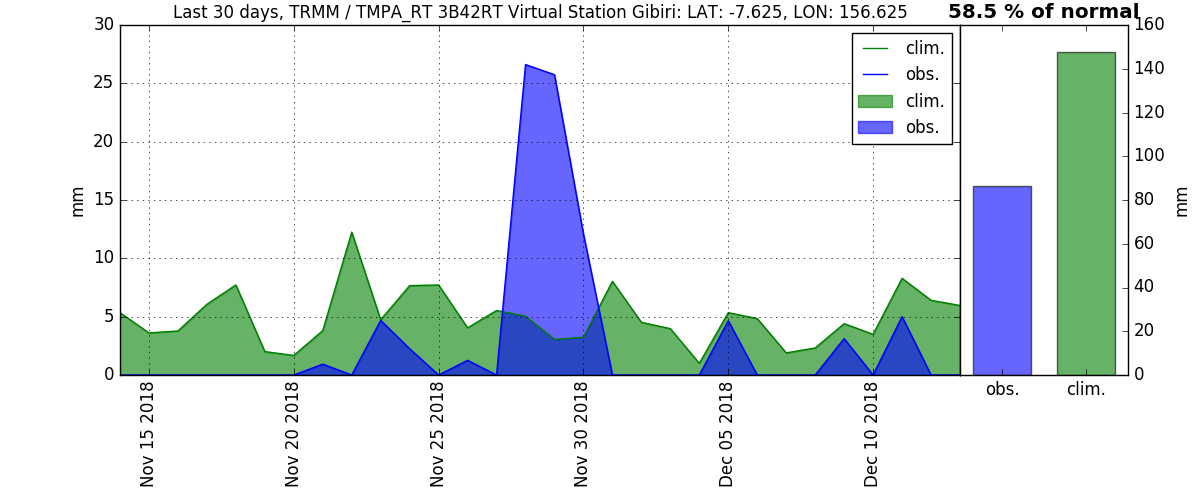 Last 30 days, TRMM / TMPA_RT 3B42RT Virtual Station Gibiri: LAT: -7.625, LON: 156.625
58.5 % of normal
30
25
20
15
10
5
0
mm
clim.
obs.
clim.
obs.
Nov 15 2018
Nov 20 2018
Nov 25 2018
Nov 30 2018
Dec 05 2018
Dec 10 2018
160
140
120
100
80
60
40
20
0
mm
obs.
clim.